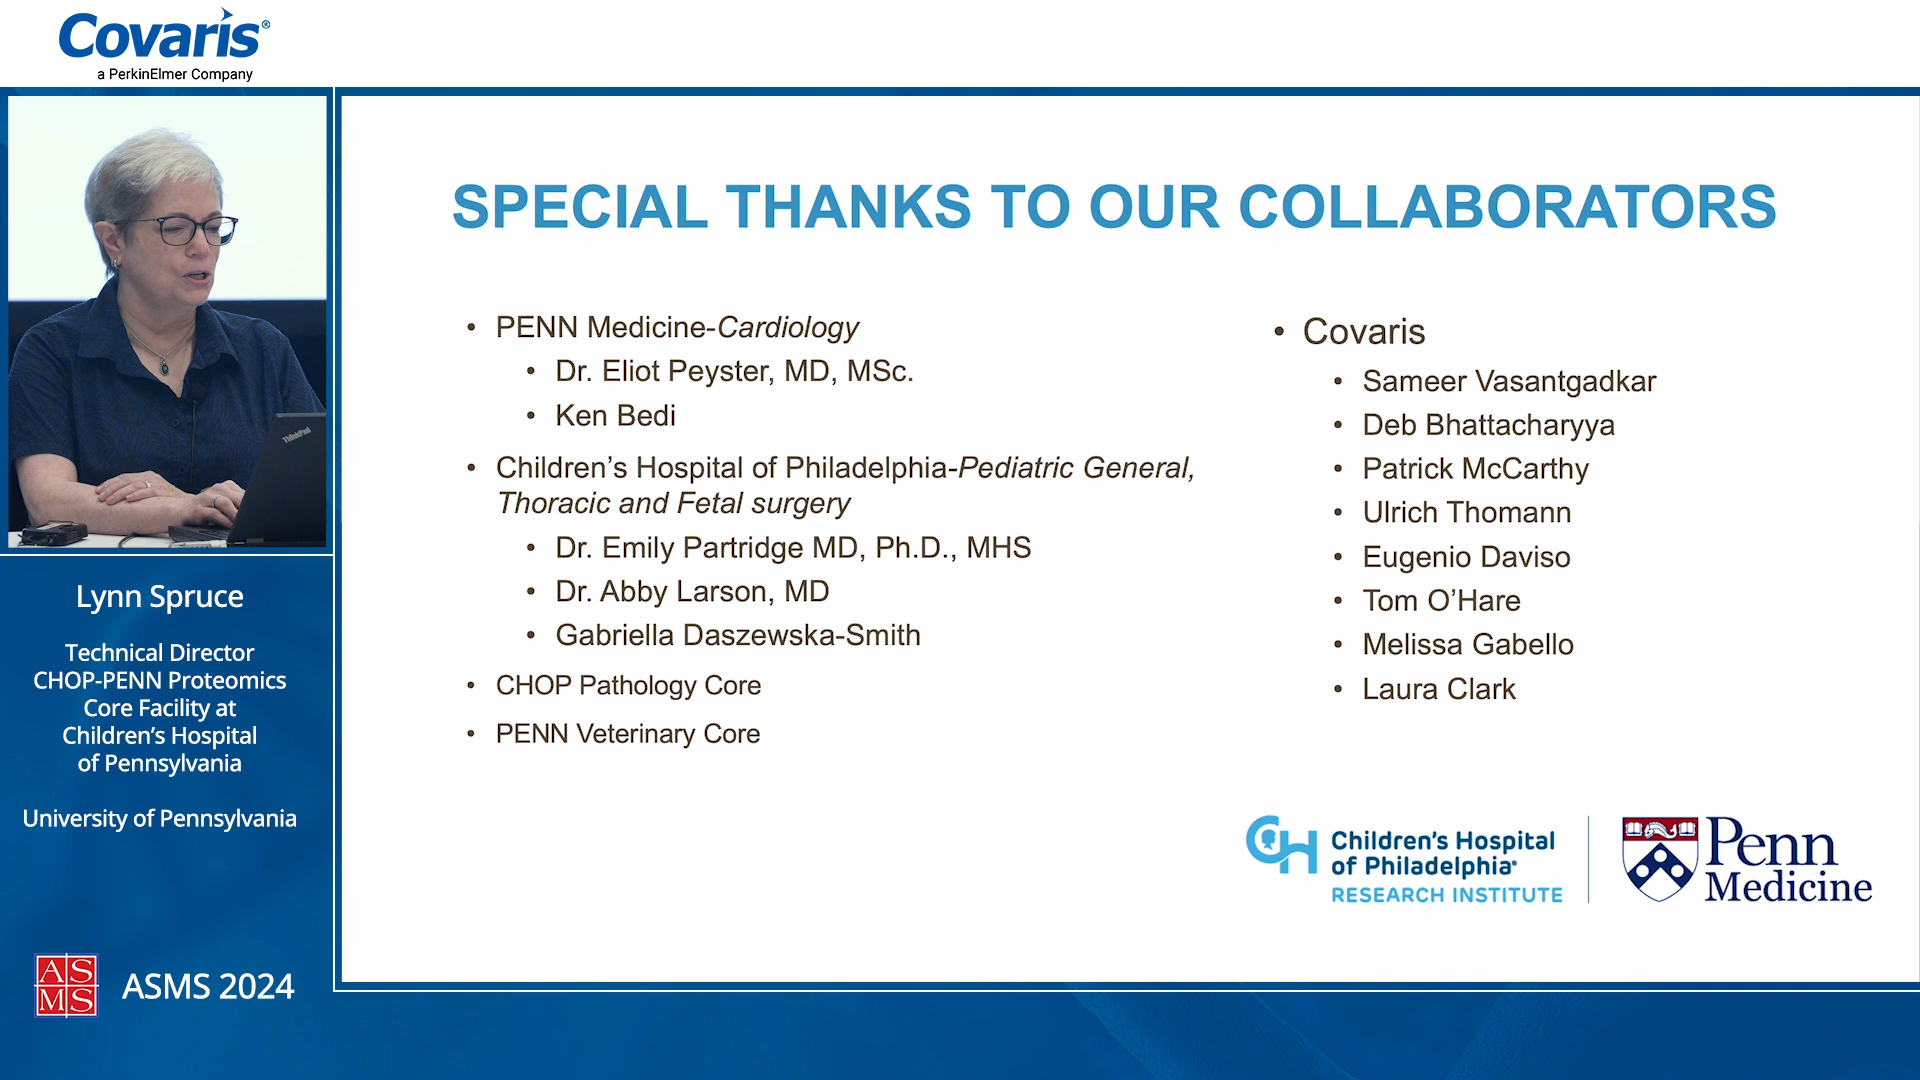 Covaris®
a PerkinElmer Company
ThinkPad
Lynn Spruce
Technical Director
CHOP-PENN Proteomics
Core Facility at
Children's Hospital
of Pennsylvania
University of Pennsylvania
AS
MS
ASMS 2024
SPECIAL THANKS TO OUR COLLABORATORS
• PENN Medicine-Cardiology
• Dr. Eliot Peyster, MD, MSc.
• Ken Bedi
• Children’s Hospital of Philadelphia-Pediatric General,
Thoracic and Fetal surgery
• Dr. Emily Partridge MD, Ph.D., MHS
• Dr. Abby Larson, MD
• Gabriella Daszewska-Smith
• CHOP Pathology Core
• PENN Veterinary Core
• Covaris
• Sameer Vasantgadkar
• Deb Bhattacharyya
• Patrick McCarthy
• Ulrich Thomann
• Eugenio Daviso
• Tom O’Hare
• Melissa Gabello
• Laura Clark
CH
Children's Hospital
of Philadelphia
RESEARCH INSTITUTE
Penn
Medicine